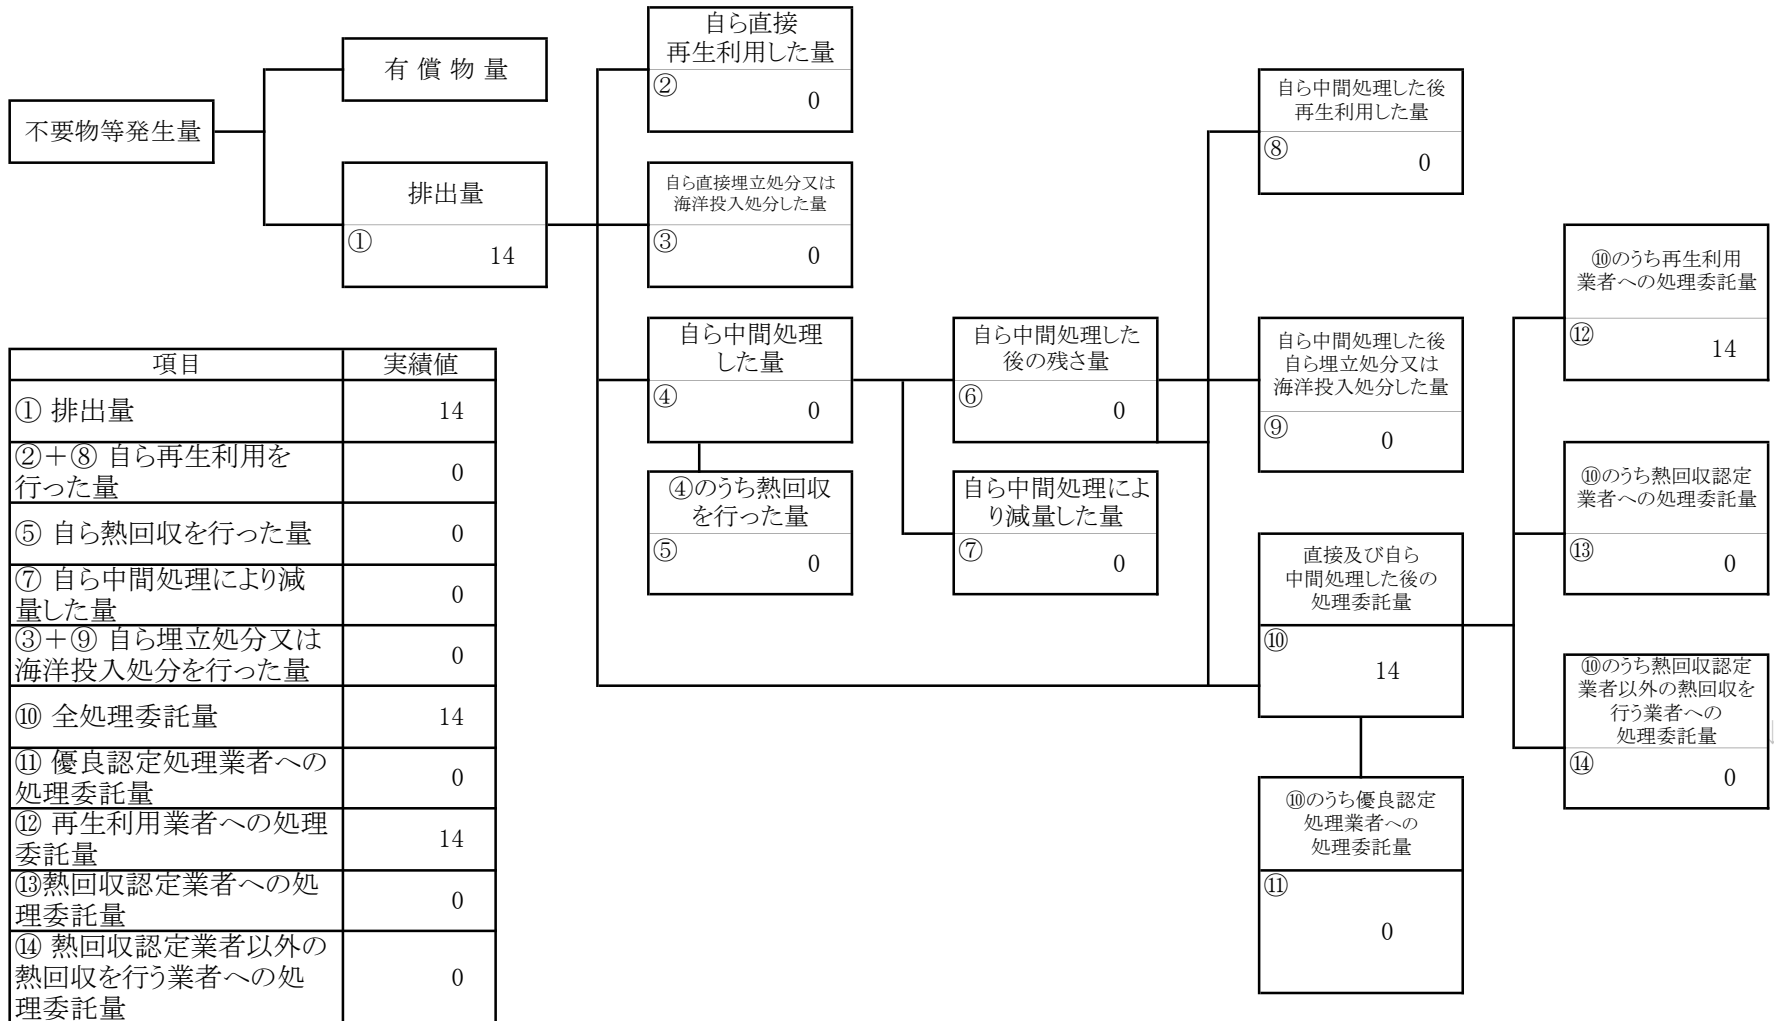 不要物等発生量
有 償 物 量
排出量
①
14
自ら直接
再生利用した量
②
0
自ら直接埋立処分又は
海洋投入処分した量
③
0
自ら中間処理
した量
④
0
④のうち熱回収
を行った量
⑤
0
自ら中間処理した
後の残さ量
⑥
0
自ら中間処理によ
り減量した量
⑦
0
自ら中間処理した後
再生利用した量
⑧
0
自ら中間処理した後
自ら埋立処分又は
海洋投入処分した量
⑨
0
直接及び自ら
中間処理した後の
処理委託量
⑩
14
⑩のうち優良認定
処理業者への
処理委託量
⑪
0
⑩のうち再生利用
業者への処理委託量
⑫
14
⑩のうち熱回収認定
業者への処理委託量
⑬
0
⑩のうち熱回収認定
業者以外の熱回収を
行う業者への
処理委託量
⑭
0
項目 実績値
① 排出量 14
②＋⑧ 自ら再生利用を
行った量 0
⑤ 自ら熱回収を行った量 0
⑦ 自ら中間処理により減
量した量 0
③＋⑨ 自ら埋立処分又は
海洋投入処分を行った量 0
⑩ 全処理委託量 14
⑪ 優良認定処理業者への
処理委託量 0
⑫ 再生利用業者への処理
委託量 14
⑬熱回収認定業者への処
理委託量 0
⑭ 熱回収認定業者以外の
熱回収を行う業者への処
理委託量 0